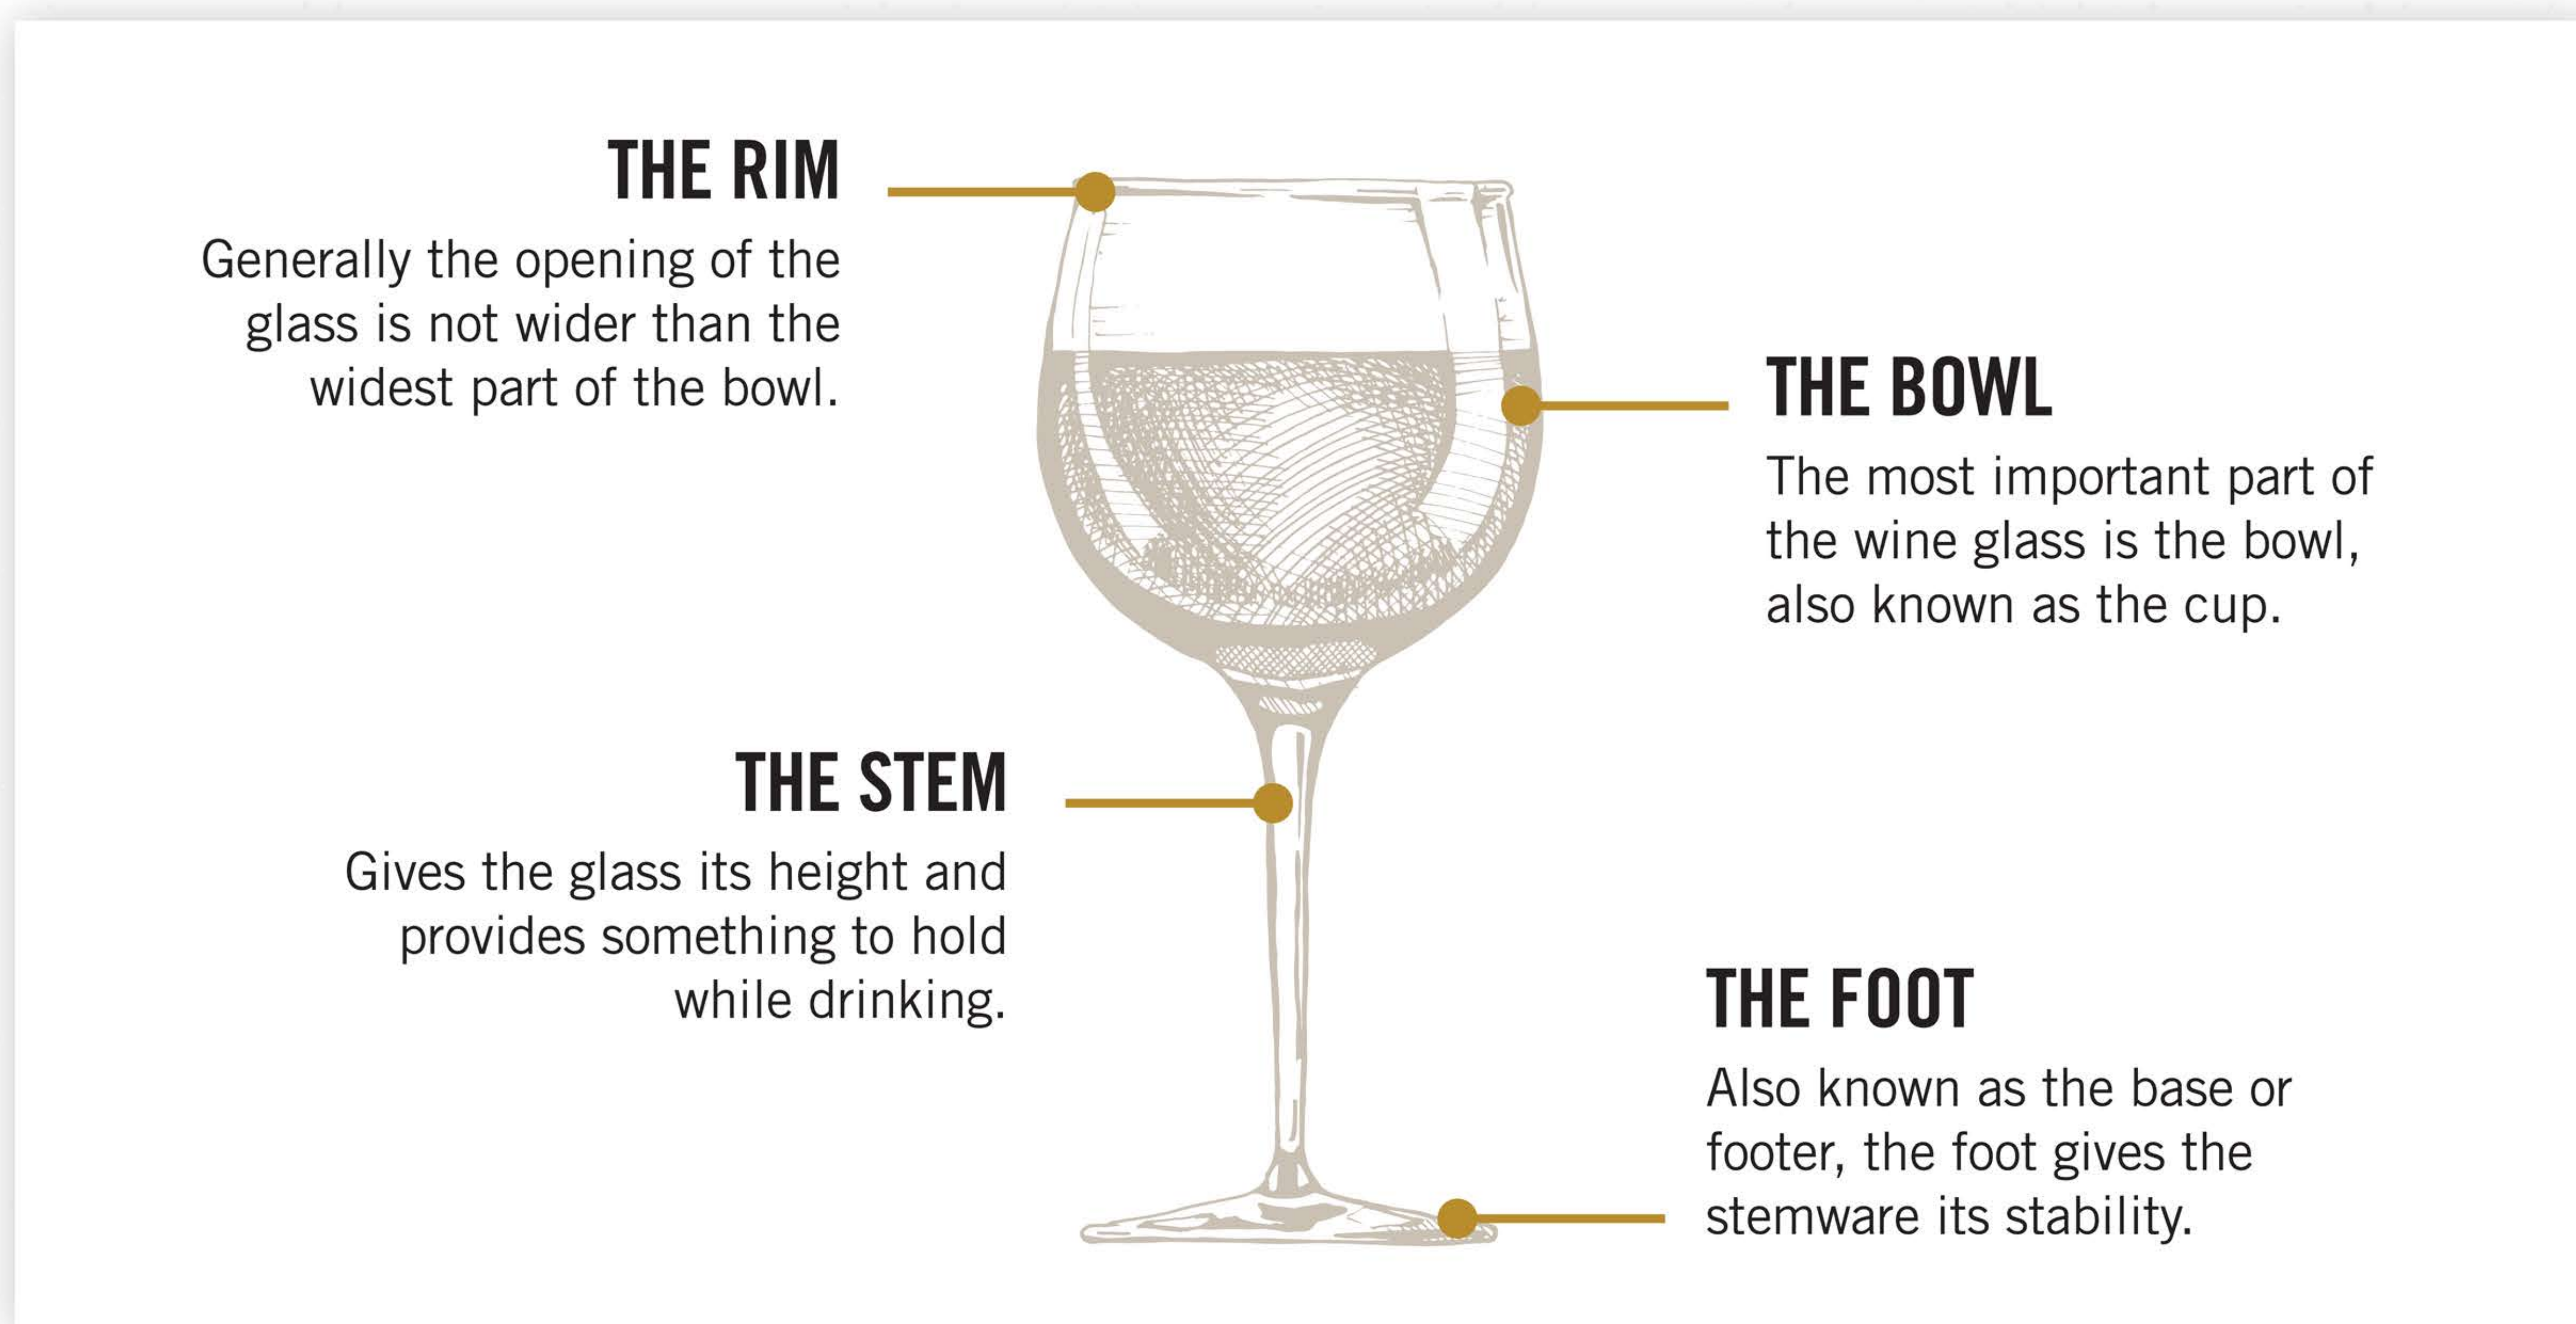 THE RIM
Generally the opening of the
glass is not wider than the
widest part of the bowl.
THE BOWL
The most important part of
the wine glass is the bowl,
also known as the cup.
THE STEM
Gives the glass its height and
provides something to hold
while drinking.
THE FOOT
Also known as the base or
footer, the foot gives the
stemware its stability.